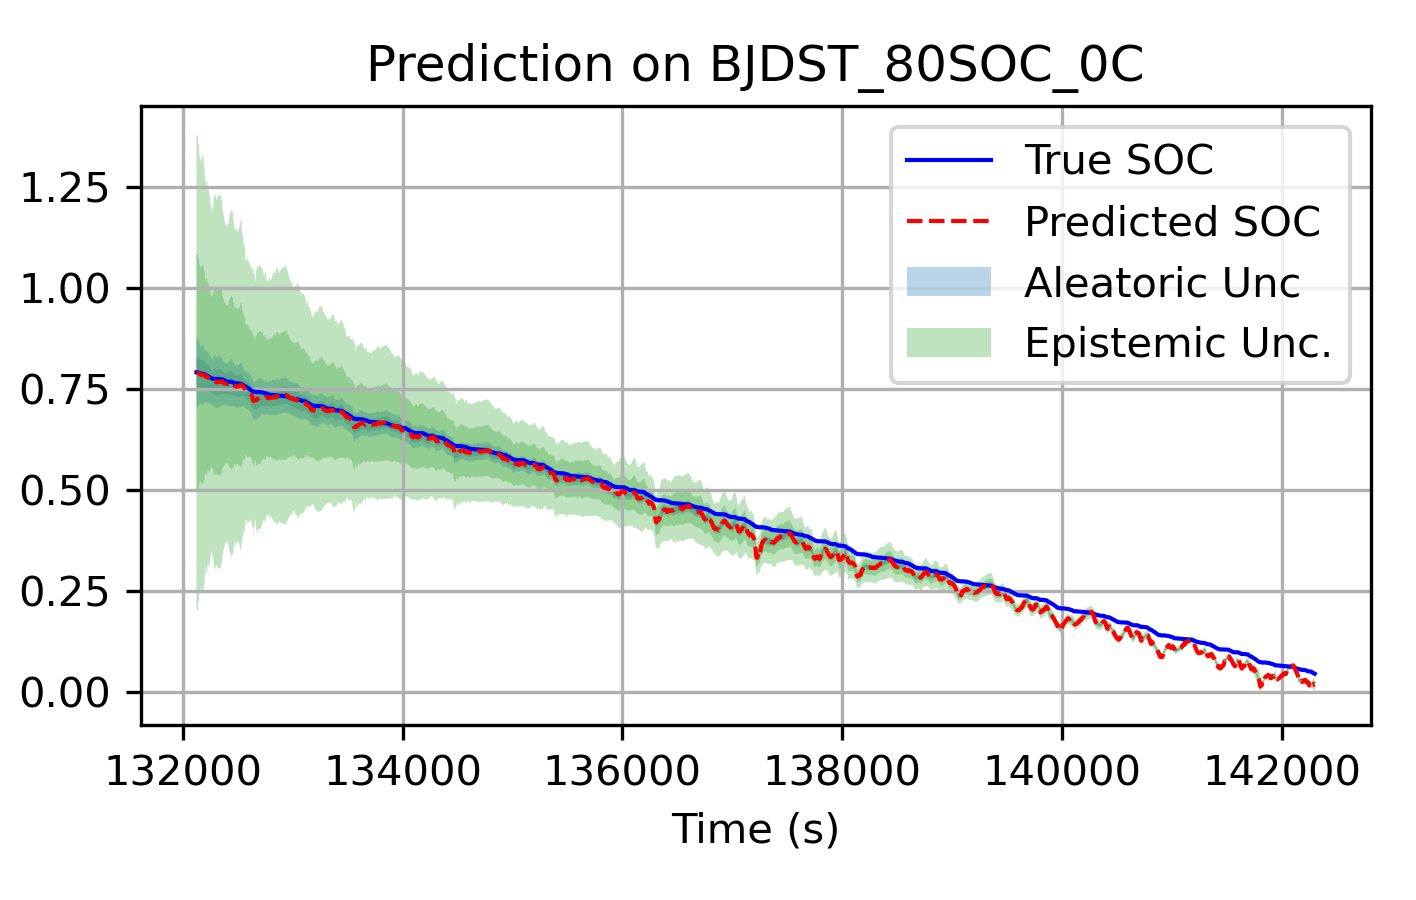 Prediction on BJDST_80SOC_0C
True SOC
Predicted SOC
Aleatoric Unc
Epistemic Unc.
1.25
1.00
0.75
0.50
0.25
0.00
132000 134000 136000 138000 140000 142000
Time (s)